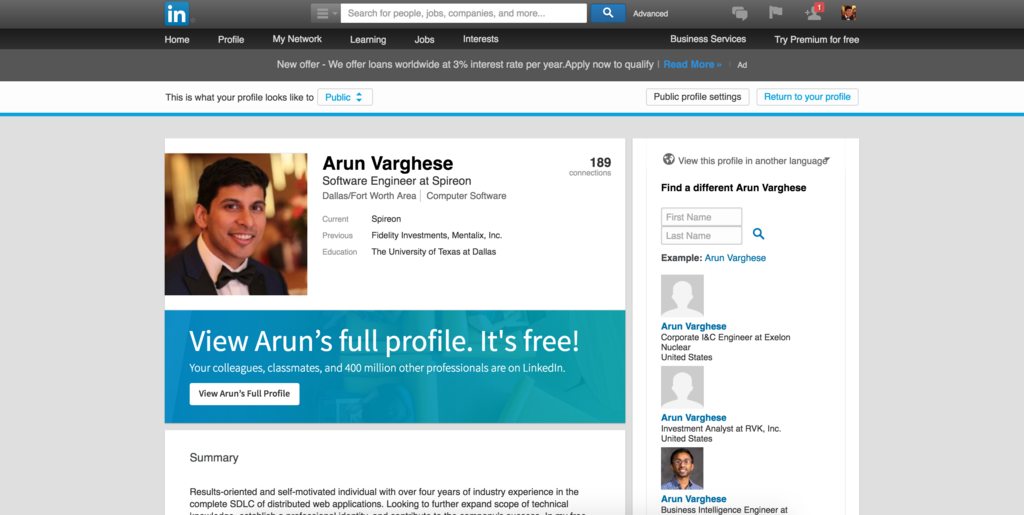 in
Search for people, jobs, companies, and more...
Advanced
1
Home Profile My Network Learning Jobs Interests Business Services Try Premium for free
New offer - We offer loans worldwide at 3% interest rate per year.Apply now to qualify | Read More » | Ad
This is what your profile looks like to Public
Public profile settings Return to your profile
Arun Varghese
189
connections
Software Engineer at Spireon
Dallas/Fort Worth Area | Computer Software
Current Spireon
Previous Fidelity Investments, Mentalix, Inc.
Education The University of Texas at Dallas
View Arun's full profile. It's free!
Your colleagues, classmates, and 400 million other professionals are on LinkedIn.
View Arun's Full Profile
Summary
Results-oriented and self-motivated individual with over four years of industry experience in the
complete SDLC of distributed web applications. Looking to further expand scope of technical
View this profile in another language
Find a different Arun Varghese
First Name
Last Name
Example: Arun Varghese
Arun Varghese
Corporate I&C Engineer at Exelon
Nuclear
United States
Arun Varghese
Investment Analyst at RVK, Inc.
United States
Arun Varghese
Business Intelligence Engineer at